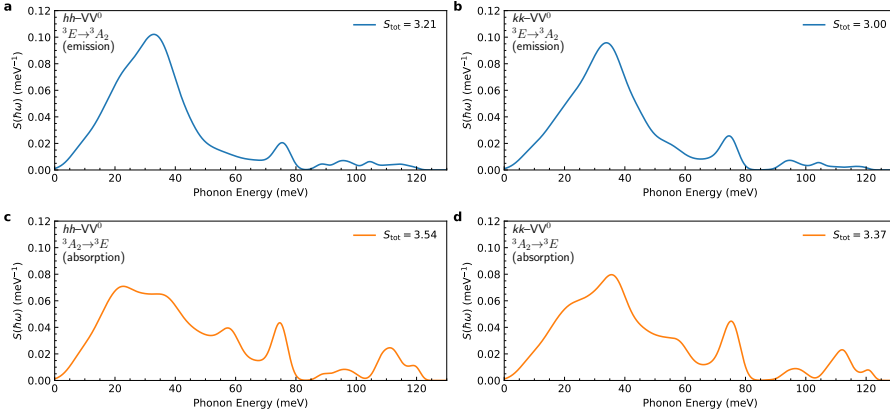 a
hh–VV⁰
³E→³A₂
(emission)
S_tot = 3.21
S(ħω) (meV⁻¹)
0.12
0.10
0.08
0.06
0.04
0.02
0.00
0 20 40 60 80 100 120
Phonon Energy (meV)
b
kk–VV⁰
³E→³A₂
(emission)
S_tot = 3.00
S(ħω) (meV⁻¹)
0.12
0.10
0.08
0.06
0.04
0.02
0.00
0 20 40 60 80 100 120
Phonon Energy (meV)
c
hh–VV⁰
³A₂→³E
(absorption)
S_tot = 3.54
S(ħω) (meV⁻¹)
0.12
0.10
0.08
0.06
0.04
0.02
0.00
0 20 40 60 80 100 120
Phonon Energy (meV)
d
kk–VV⁰
³A₂→³E
(absorption)
S_tot = 3.37
S(ħω) (meV⁻¹)
0.12
0.10
0.08
0.06
0.04
0.02
0.00
0 20 40 60 80 100 120
Phonon Energy (meV)